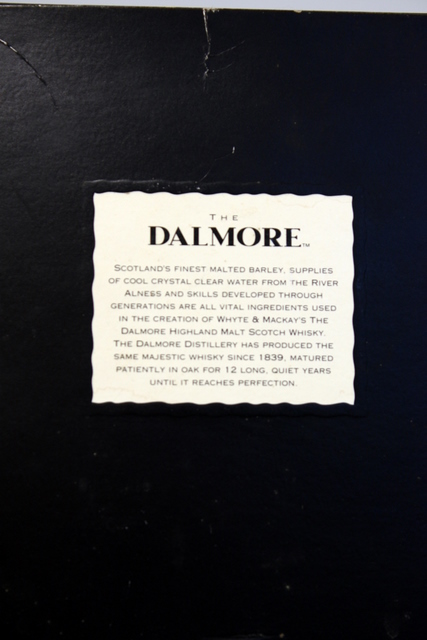 THE
DALMORE™
SCOTLAND'S FINEST MALTED BARLEY, SUPPLIES
OF COOL CRYSTAL CLEAR WATER FROM THE RIVER
ALNESS AND SKILLS DEVELOPED THROUGH
GENERATIONS ARE ALL VITAL INGREDIENTS USED
IN THE CREATION OF WHYTE & MACKAY'S THE
DALMORE HIGHLAND MALT SCOTCH WHISKY.
THE DALMORE DISTILLERY HAS PRODUCED THE
SAME MAJESTIC WHISKY SINCE 1839, MATURED
PATIENTLY IN OAK FOR 12 LONG, QUIET YEARS
UNTIL IT REACHES PERFECTION.